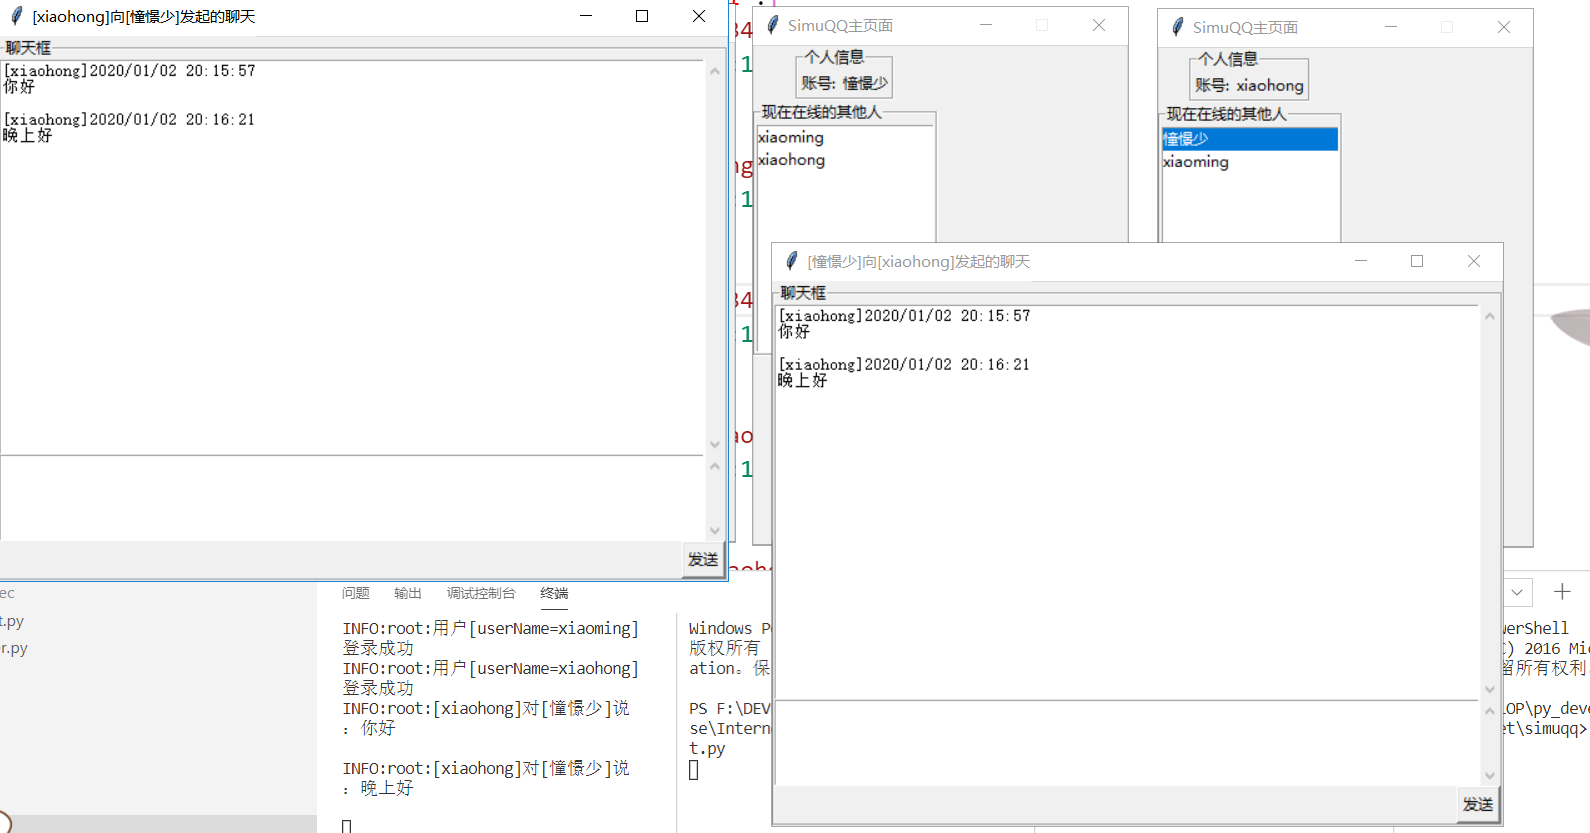 [xiaohong]向[憧憬少]发起的聊天
聊天框
[xiaohong]2020/01/02 20:15:57
你好
[xiaohong]2020/01/02 20:16:21
晚上好
发送
SimuQQ主页面
个人信息
账号: 憧憬少
现在在线的其他人
xiaoming
xiaohong
SimuQQ主页面
个人信息
账号: xiaohong
现在在线的其他人
憧憬少
xiaoming
[憧憬少]向[xiaohong]发起的聊天
聊天框
[xiaohong]2020/01/02 20:15:57
你好
[xiaohong]2020/01/02 20:16:21
晚上好
发送
ec
t.py
r.py
问题 输出 调试控制台 终端
INFO:root:用户[userName=xiaoming]
登录成功
INFO:root:用户[userName=xiaohong]
登录成功
INFO:root:[xiaohong]对[憧憬少]说
：你好
INFO:root:[xiaohong]对[憧憬少]说
：晚上好
Windows P
版权所有
ation。保
PS F:\DEV
se\Intern
t.py
werShell
) 2016 Mic
留所有权利
LOP\py_deve
et\simuqq>